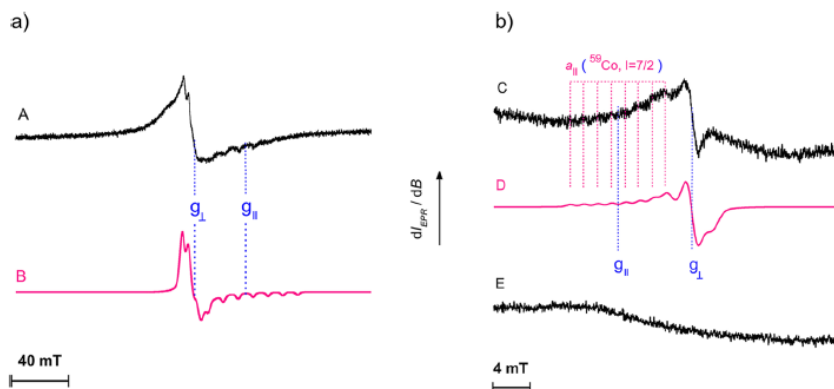 a)
A
g⊥
g||
B
40 mT
dI_EPR / dB
b)
a|| ( ⁵⁹Co, I=7/2 )
C
D
g||
g⊥
E
4 mT